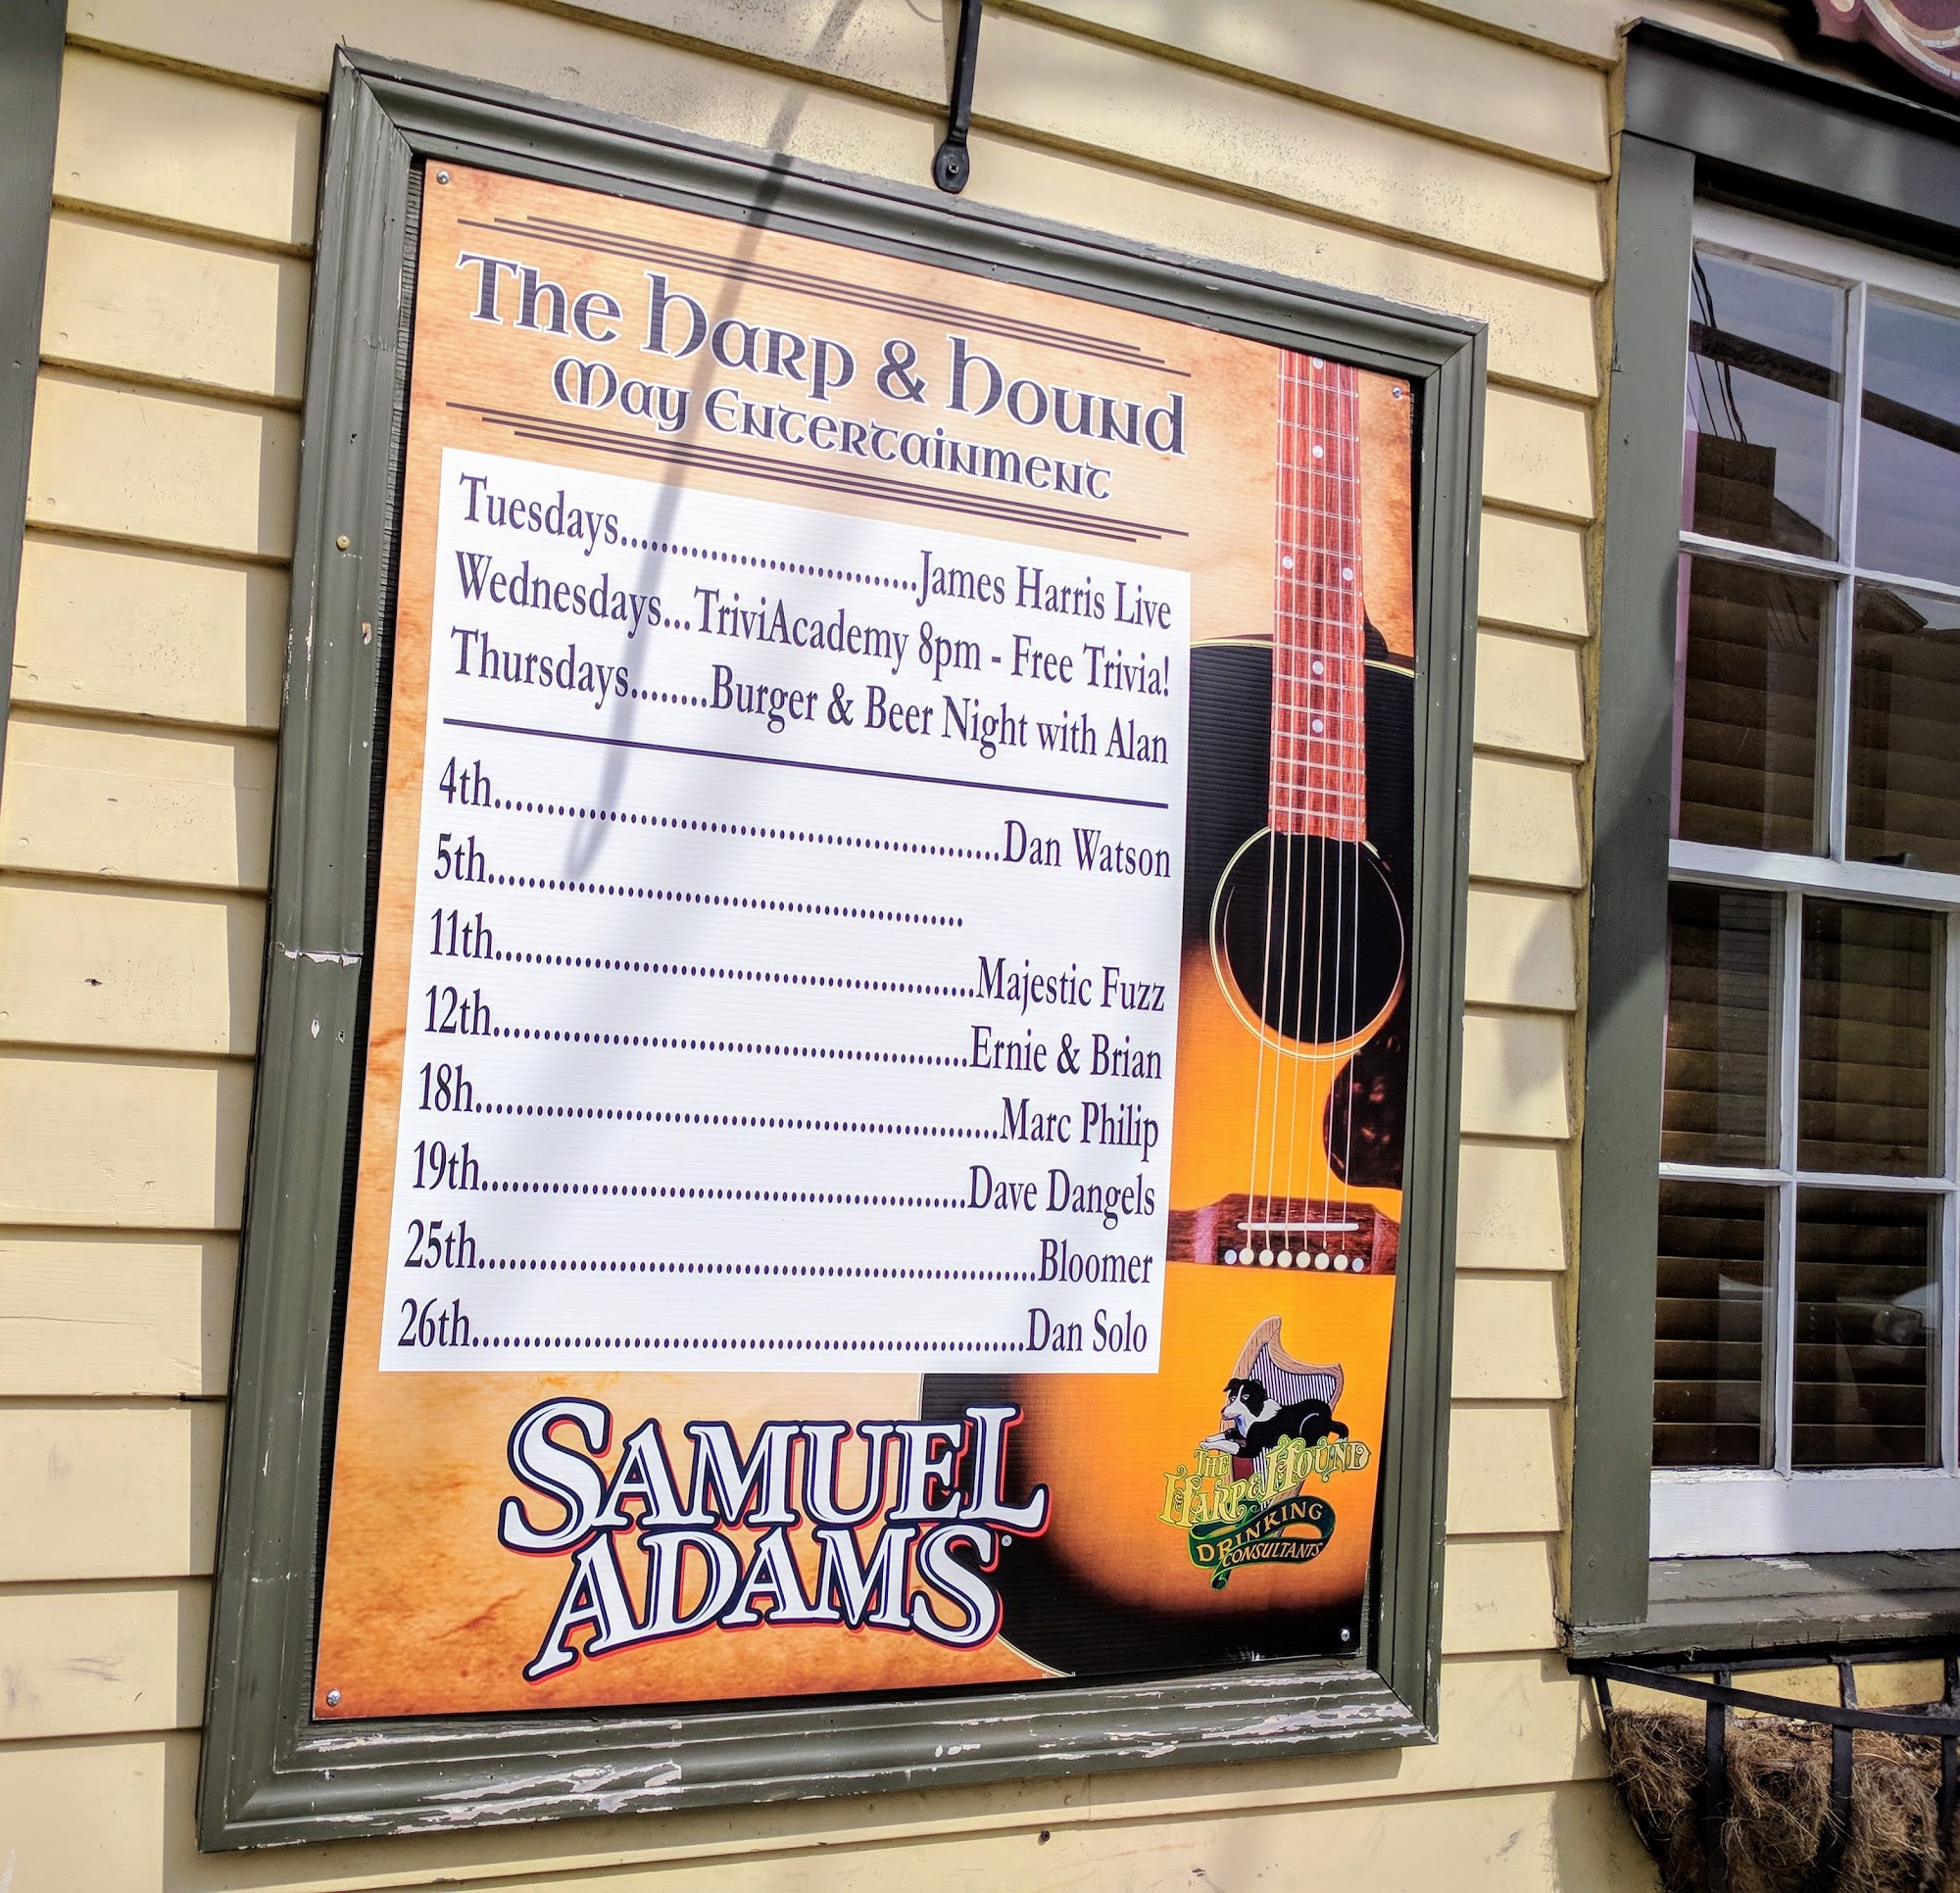 The Harp & Hound
May Entertainment
Tuesdays....................................James Harris Live
Wednesdays...TriviAcademy 8pm - Free Trivia!
Thursdays........Burger & Beer Night with Alan
4th..................................................Dan Watson
5th...............................................
11th...............................................Majestic Fuzz
12th...............................................Ernie & Brian
18h....................................................Marc Philip
19th................................................Dave Dangels
25th.......................................................Bloomer
26th.......................................................Dan Solo
SAMUEL
ADAMS®
THE
HARP & HOUND
DRINKING
CONSULTANTS